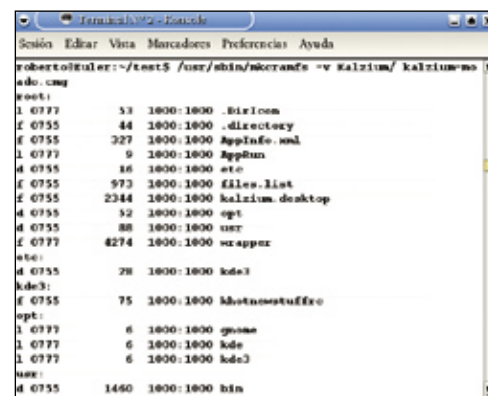 Terminal Nº2 - Konsole
Sesión Editar Vista Marcadores Preferencias Ayuda
roberto@Euler:~/test$ /usr/sbin/mkcramfs -v Kalzium/ kalzium-mo
ado.cmg
root:
l 0777 53 1000:1000 .DirIcon
f 0755 44 1000:1000 .directory
f 0755 327 1000:1000 AppInfo.xml
l 0777 9 1000:1000 AppRun
d 0755 16 1000:1000 etc
f 0755 973 1000:1000 files.list
f 0755 2344 1000:1000 kalzium.desktop
d 0755 52 1000:1000 opt
d 0755 88 1000:1000 usr
f 0777 4274 1000:1000 wrapper
etc:
d 0755 28 1000:1000 kde3
kde3:
f 0755 75 1000:1000 khotnewstuffrc
opt:
l 0777 6 1000:1000 gnome
l 0777 6 1000:1000 kde
l 0777 6 1000:1000 kde3
usr:
d 0755 1460 1000:1000 bin